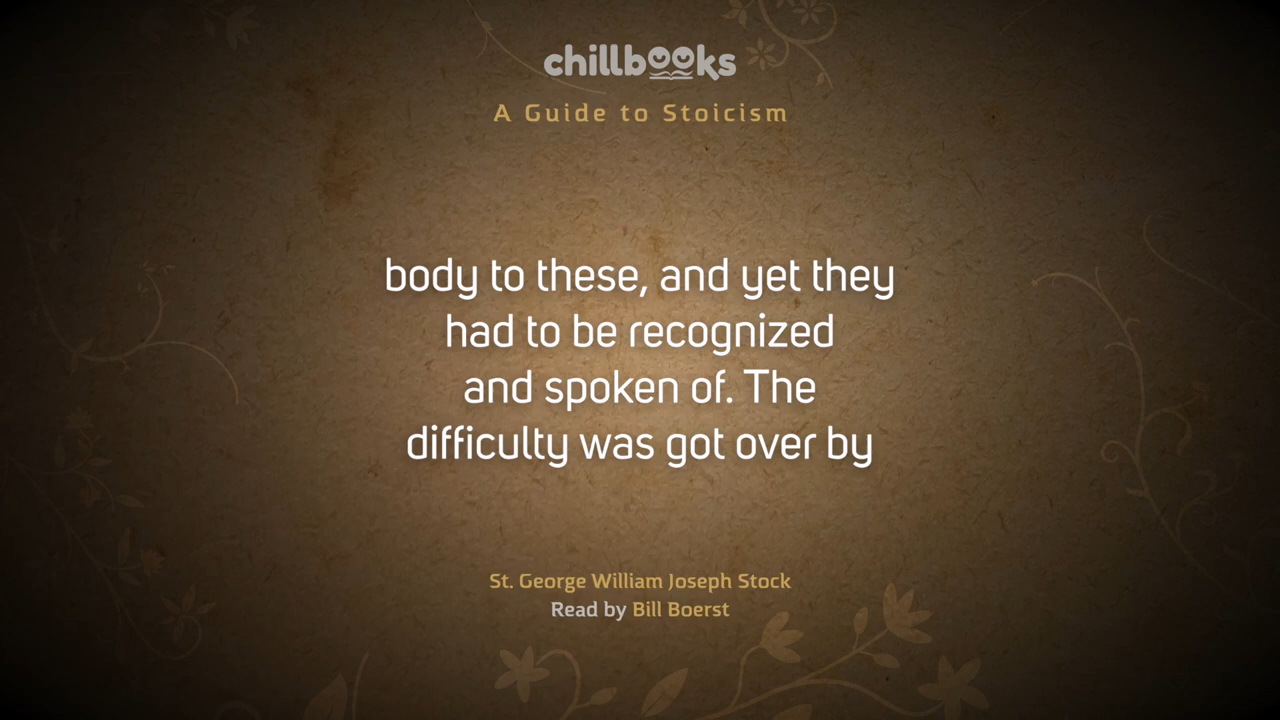 chillbooks
A Guide to Stoicism
body to these, and yet they
had to be recognized
and spoken of. The
difficulty was got over by
St. George William Joseph Stock
Read by Bill Boerst